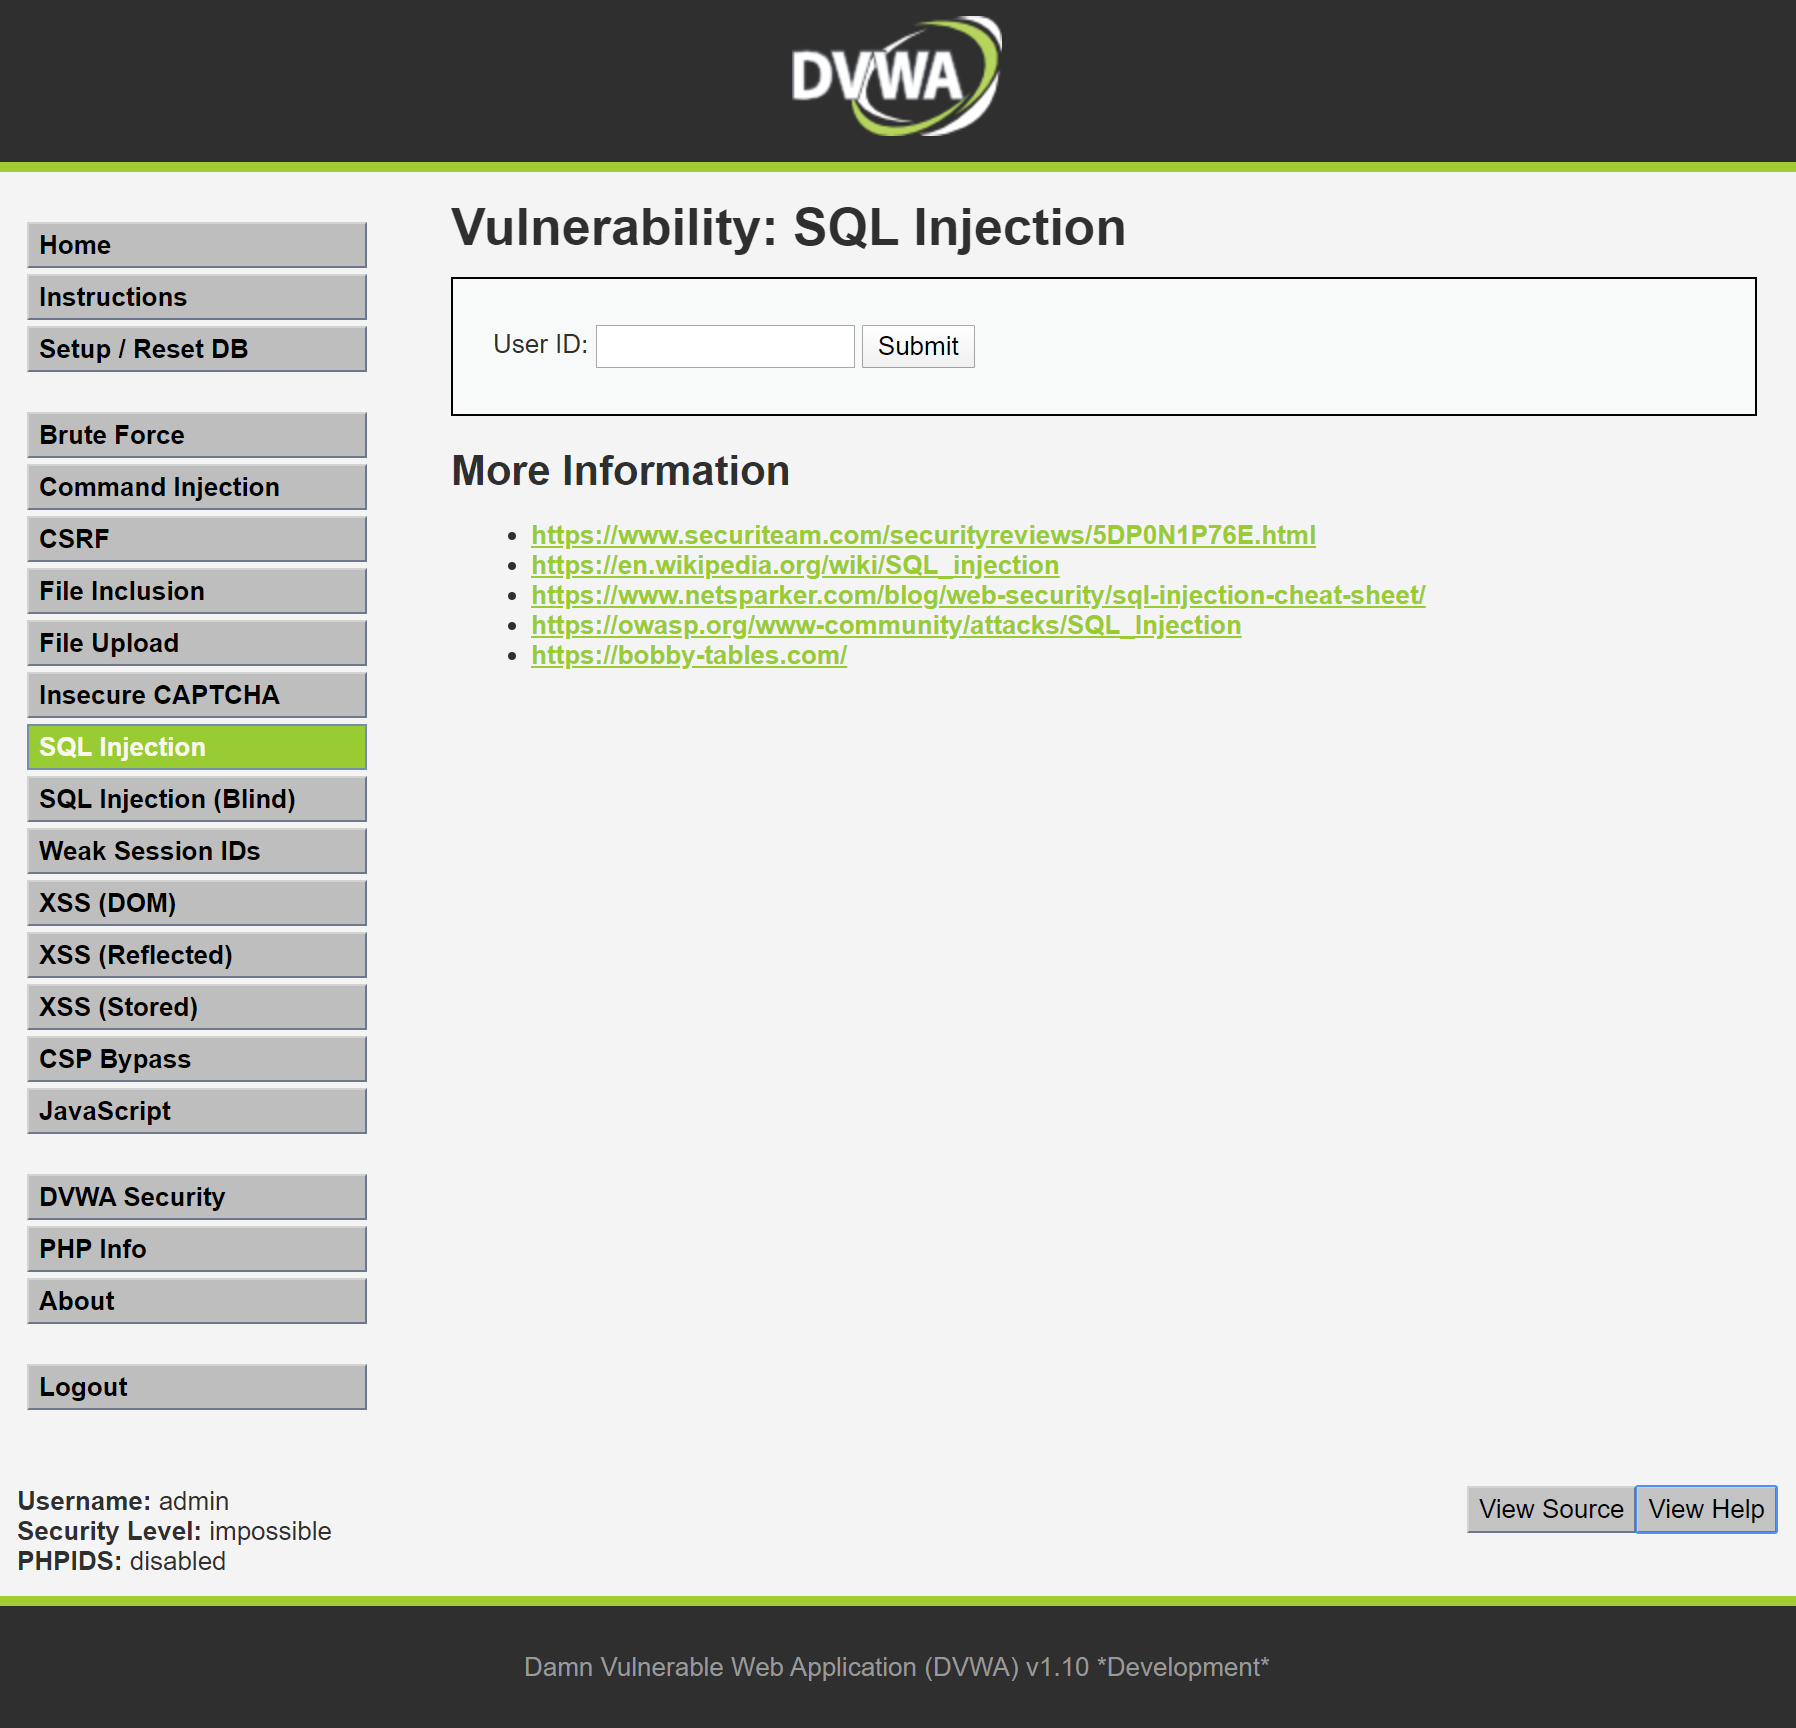 DVWA
Vulnerability: SQL Injection
Home
Instructions
Setup / Reset DB
Brute Force
Command Injection
CSRF
File Inclusion
File Upload
Insecure CAPTCHA
SQL Injection
SQL Injection (Blind)
Weak Session IDs
XSS (DOM)
XSS (Reflected)
XSS (Stored)
CSP Bypass
JavaScript
DVWA Security
PHP Info
About
Logout
User ID:
Submit
More Information
https://www.securiteam.com/securityreviews/5DP0N1P76E.html
https://en.wikipedia.org/wiki/SQL_injection
https://www.netsparker.com/blog/web-security/sql-injection-cheat-sheet/
https://owasp.org/www-community/attacks/SQL_Injection
https://bobby-tables.com/
Username: admin
Security Level: impossible
PHPIDS: disabled
View Source
View Help
Damn Vulnerable Web Application (DVWA) v1.10 *Development*